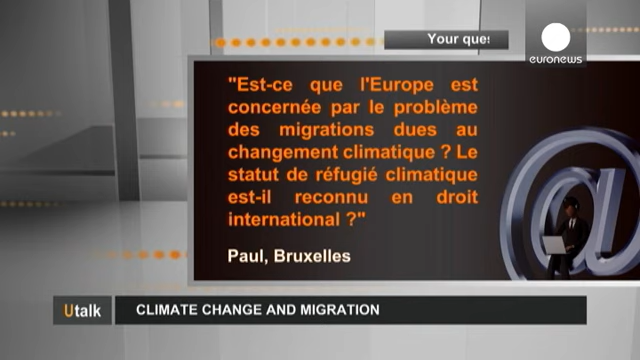 Your ques
euronews
"Est-ce que l'Europe est
concernée par le problème
des migrations dues au
changement climatique ? Le
statut de réfugié climatique
est-il reconnu en droit
international ?"
Paul, Bruxelles
Utalk
CLIMATE CHANGE AND MIGRATION